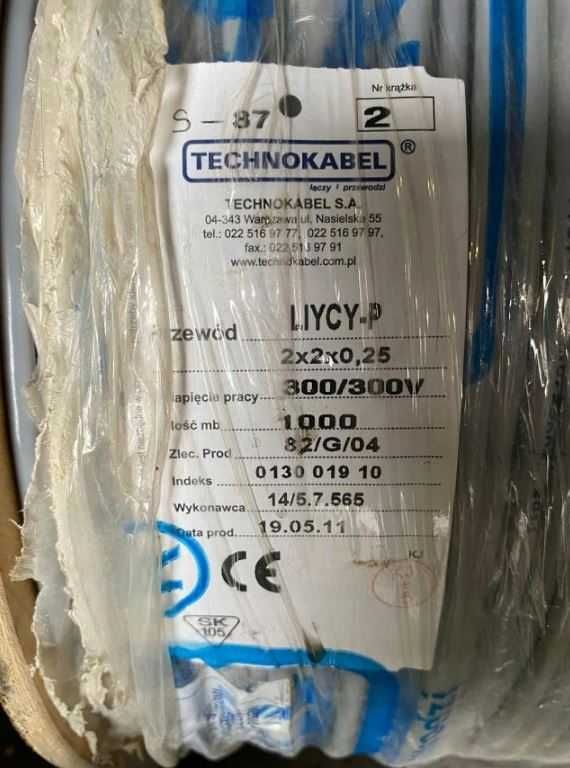 Nr krążka
S - 87
2
TECHNOKABEL ®
łączy i przewodzi
TECHNOKABEL S.A.
04-343 Warszawa ul. Nasielska 55
tel.: 022 516 97 77, 022 516 97 97,
fax.: 022 516 97 91
www.technokabel.com.pl
zewód LIYCY-P
2x2x0,25
apięcie pracy 300/300V
lość mb 1000
Zlec. Prod 82/G/04
Indeks 0130 019 10
Wykonawca 14/5.7.565
Data prod. 19.05.11
CE
SK
105